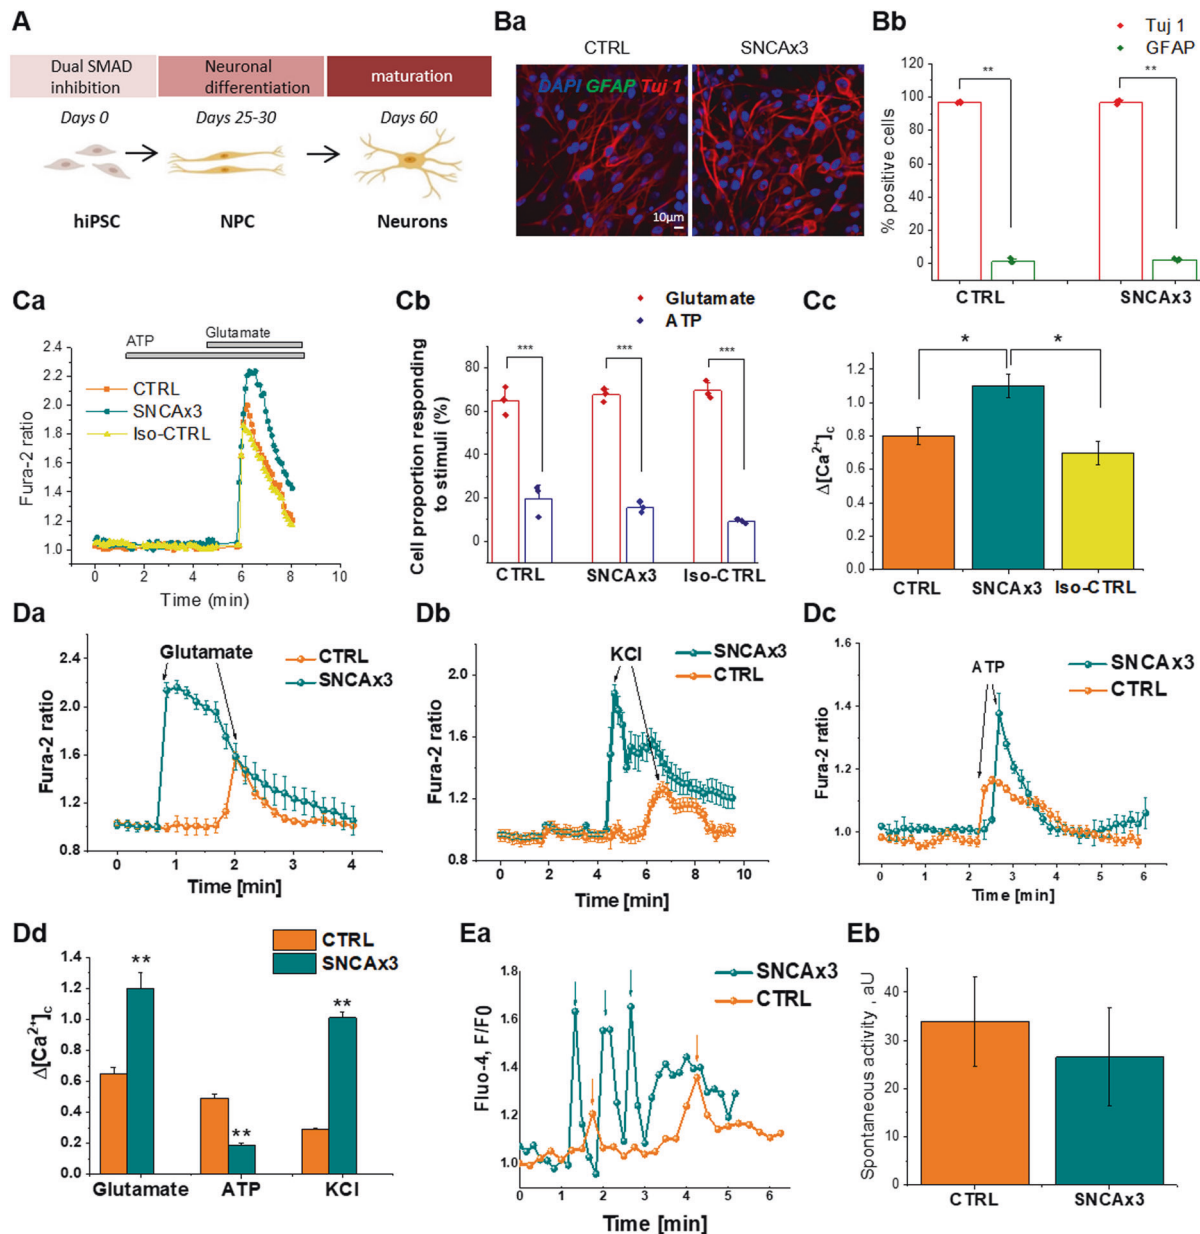 A
Dual SMAD
inhibition
Neuronal
differentiation
maturation
Days 0
Days 25-30
Days 60
hiPSC
NPC
Neurons
Ba
CTRL
SNCAx3
DAPI GFAP Tuj 1
10µm
Bb
Tuj 1
GFAP
**
**
% positive cells
120
100
80
60
40
20
0
CTRL
SNCAx3
Ca
ATP
Glutamate
CTRL
SNCAx3
Iso-CTRL
Fura-2 ratio
2.4
2.2
2.0
1.8
1.6
1.4
1.2
1.0
0
2
4
6
8
10
Time (min)
Cb
Glutamate
ATP
***
***
***
Cell proportion responding
to stimuli (%)
80
60
40
20
0
CTRL
SNCAx3
Iso-CTRL
Cc
*
*
Δ[Ca²⁺]c
1.2
1.0
0.8
0.6
0.4
0.2
0.0
CTRL
SNCAx3
Iso-CTRL
Da
Glutamate
CTRL
SNCAx3
Fura-2 ratio
2.4
2.0
1.6
1.2
0.8
0
1
2
3
4
Time [min]
Db
KCl
SNCAx3
CTRL
Fura-2 ratio
2.0
1.6
1.2
0.8
0
2
4
6
8
10
Time [min]
Dc
ATP
SNCAx3
CTRL
Fura-2 ratio
1.6
1.4
1.2
1.0
0
1
2
3
4
5
6
Time [min]
Dd
CTRL
SNCAx3
**
**
**
Δ[Ca²⁺]c
1.4
1.2
1.0
0.8
0.6
0.4
0.2
0.0
Glutamate
ATP
KCl
Ea
SNCAx3
CTRL
Fluo-4, F/F0
1.8
1.6
1.4
1.2
1.0
0
1
2
3
4
5
6
Time [min]
Eb
Spontaneous activity , aU
50
40
30
20
10
0
CTRL
SNCAx3